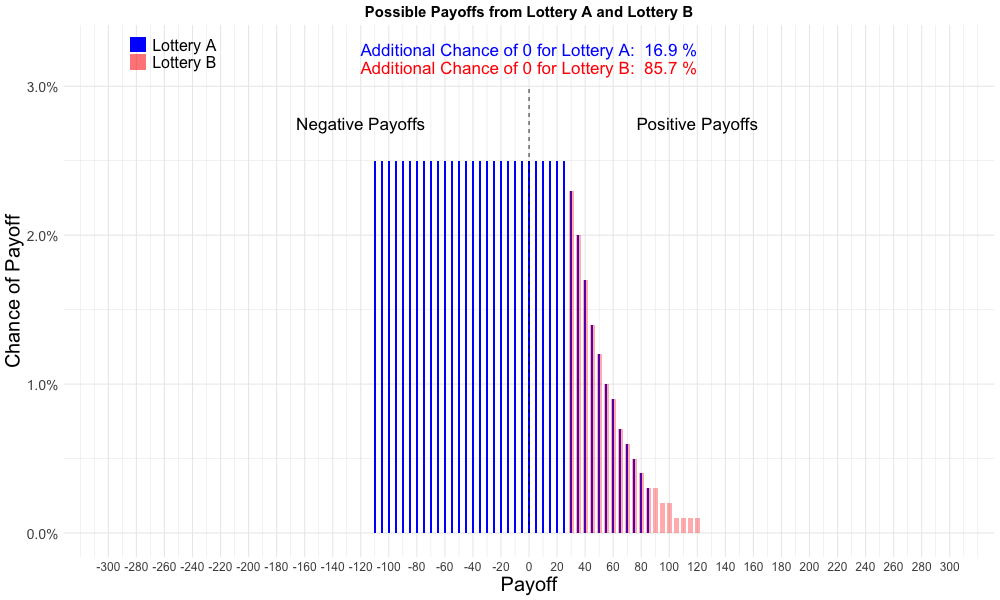 Possible Payoffs from Lottery A and Lottery B
Lottery A
Lottery B
Additional Chance of 0 for Lottery A: 16.9 %
Additional Chance of 0 for Lottery B: 85.7 %
Negative Payoffs
Positive Payoffs
Chance of Payoff
3.0%
2.0%
1.0%
0.0%
-300 -280 -260 -240 -220 -200 -180 -160 -140 -120 -100 -80 -60 -40 -20 0 20 40 60 80 100 120 140 160 180 200 220 240 260 280 300
Payoff